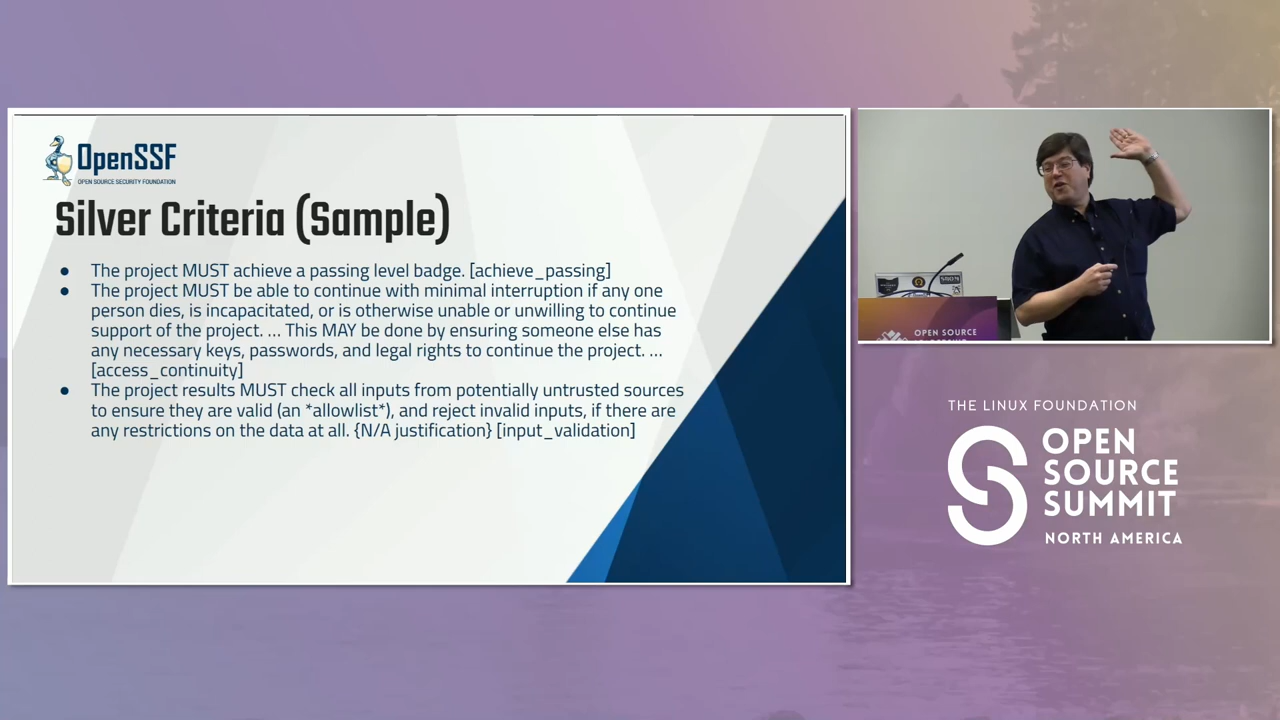 OpenSSF
OPEN SOURCE SECURITY FOUNDATION
Silver Criteria (Sample)
● The project MUST achieve a passing level badge. [achieve_passing]
● The project MUST be able to continue with minimal interruption if any one
person dies, is incapacitated, or is otherwise unable or unwilling to continue
support of the project. ... This MAY be done by ensuring someone else has
any necessary keys, passwords, and legal rights to continue the project. ...
[access_continuity]
● The project results MUST check all inputs from potentially untrusted sources
to ensure they are valid (an *allowlist*), and reject invalid inputs, if there are
any restrictions on the data at all. {N/A justification} [input_validation]
OPEN SOURCE
THE LINUX FOUNDATION
OPEN
SOURCE
SUMMIT
NORTH AMERICA